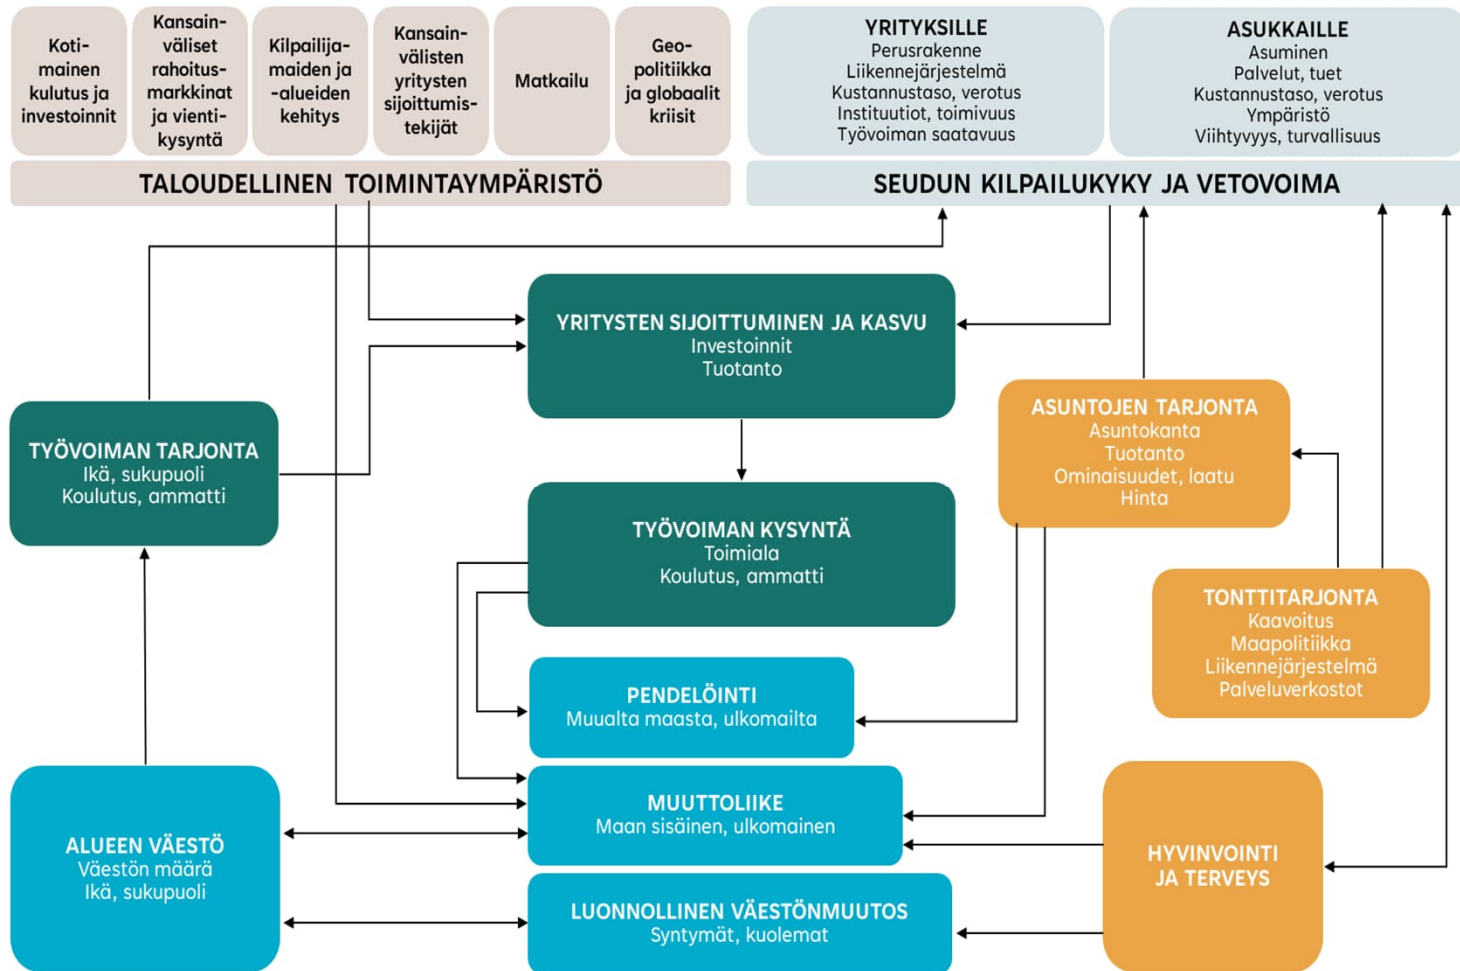 Koti-
mainen
kulutus ja
investoinnit
Kansain-
väliset
rahoitus-
markkinat
ja vienti-
kysyntä
Kilpailija-
maiden ja
-alueiden
kehitys
Kansain-
välisten
yritysten
sijoittumis-
tekijät
Matkailu
Geo-
politiikka
ja globaalit
kriisit
TALOUDELLINEN TOIMINTAYMPÄRISTÖ
YRITYKSILLE
Perusrakenne
Liikennejärjestelmä
Kustannustaso, verotus
Instituutiot, toimivuus
Työvoiman saatavuus
ASUKKAILLE
Asuminen
Palvelut, tuet
Kustannustaso, verotus
Ympäristö
Viihtyvyys, turvallisuus
SEUDUN KILPAILUKYKY JA VETOVOIMA
YRITYSTEN SIJOITTUMINEN JA KASVU
Investoinnit
Tuotanto
TYÖVOIMAN TARJONTA
Ikä, sukupuoli
Koulutus, ammatti
ASUNTOJEN TARJONTA
Asuntokanta
Tuotanto
Ominaisuudet, laatu
Hinta
TYÖVOIMAN KYSYNTÄ
Toimiala
Koulutus, ammatti
TONTTITARJONTA
Kaavoitus
Maapolitiikka
Liikennejärjestelmä
Palveluverkostot
PENDELÖINTI
Muualta maasta, ulkomailta
MUUTTOLIIKE
Maan sisäinen, ulkomainen
ALUEEN VÄESTÖ
Väestön määrä
Ikä, sukupuoli
HYVINVOINTI
JA TERVEYS
LUONNOLLINEN VÄESTÖNMUUTOS
Syntymät, kuolemat